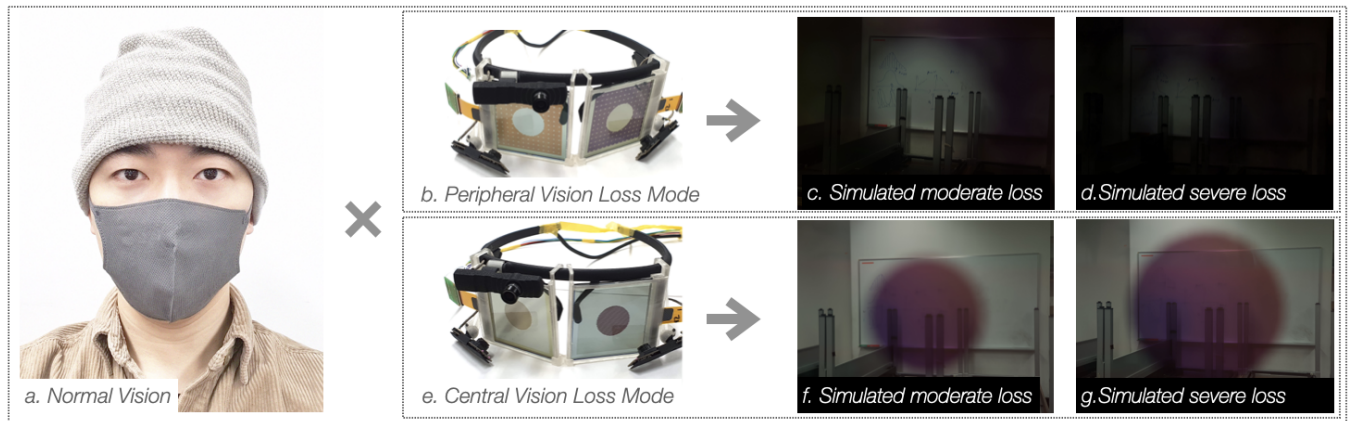 a. Normal Vision
b. Peripheral Vision Loss Mode
c. Simulated moderate loss
d.Simulated severe loss
e. Central Vision Loss Mode
f. Simulated moderate loss
g.Simulated severe loss